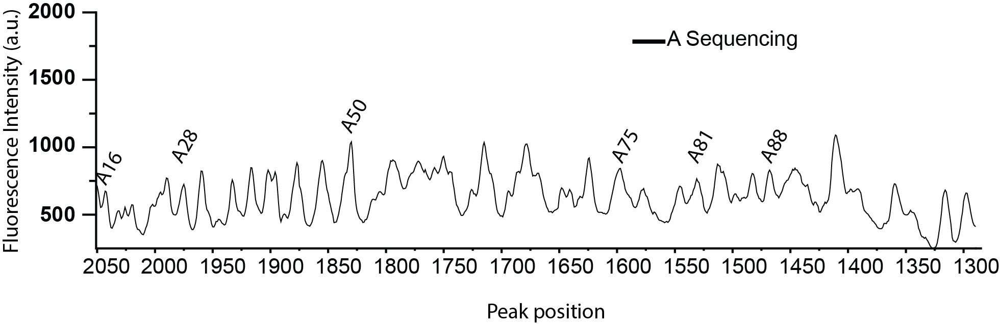 Fluorescence Intensity (a.u.)
2000
1500
1000
500
A Sequencing
A16
A28
A50
A75
A81
A88
2050 2000 1950 1900 1850 1800 1750 1700 1650 1600 1550 1500 1450 1400 1350 1300
Peak position